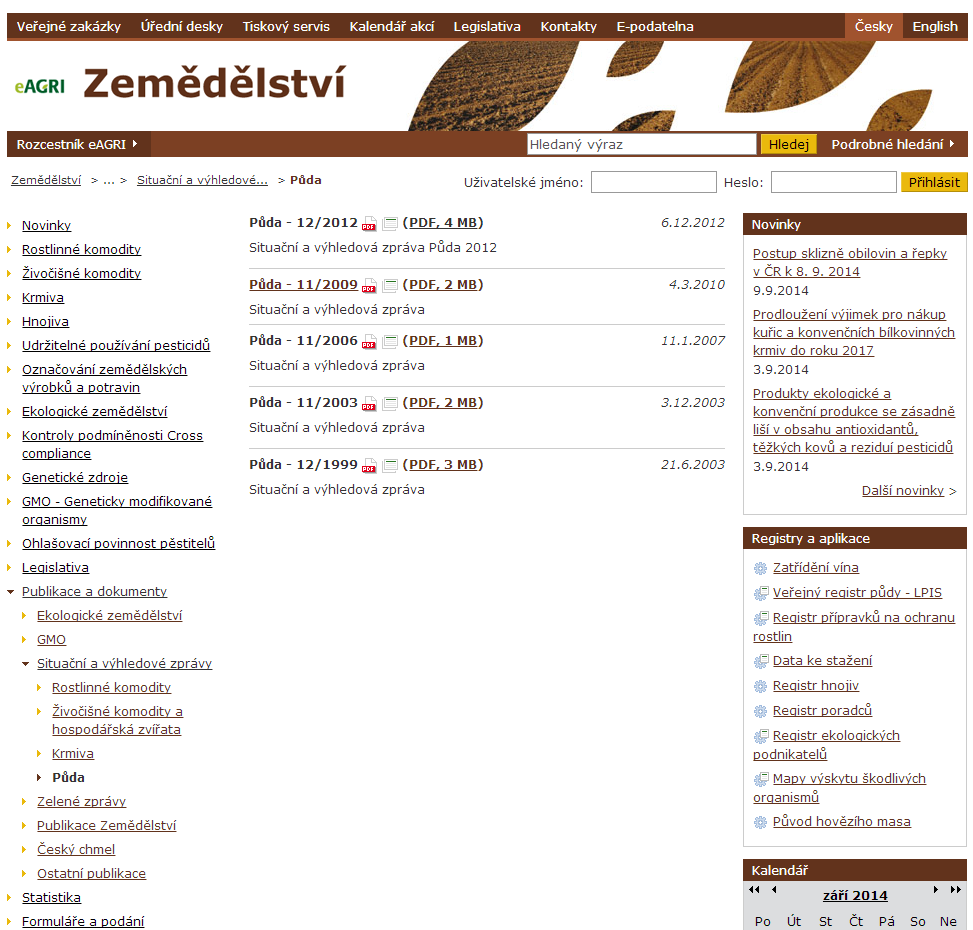 Veřejné zakázky Úřední desky Tiskový servis Kalendář akcí Legislativa Kontakty E-podatelna Česky English
eAGRI Zemědělství
Rozcestník eAGRI Hledaný výraz Hledej Podrobné hledání
Zemědělství > ... > Situační a výhledové... > Půda Uživatelské jméno: Heslo: Přihlásit
Novinky
Rostlinné komodity
Živočišné komodity
Krmiva
Hnojiva
Udržitelné používání pesticidů
Označování zemědělských
výrobků a potravin
Ekologické zemědělství
Kontroly podmíněnosti Cross
compliance
Genetické zdroje
GMO - Geneticky modifikované
organismy
Ohlašovací povinnost pěstitelů
Legislativa
Publikace a dokumenty
Ekologické zemědělství
GMO
Situační a výhledové zprávy
Rostlinné komodity
Živočišné komodity a
hospodářská zvířata
Krmiva
Půda
Zelené zprávy
Publikace Zemědělství
Český chmel
Ostatní publikace
Statistika
Formuláře a podání
Půda - 12/2012 PDF (PDF, 4 MB) 6.12.2012
Situační a výhledová zpráva Půda 2012
Půda - 11/2009 PDF (PDF, 2 MB) 4.3.2010
Situační a výhledová zpráva
Půda - 11/2006 PDF (PDF, 1 MB) 11.1.2007
Situační a výhledová zpráva
Půda - 11/2003 PDF (PDF, 2 MB) 3.12.2003
Situační a výhledová zpráva
Půda - 12/1999 PDF (PDF, 3 MB) 21.6.2003
Situační a výhledová zpráva
Novinky
Postup sklizně obilovin a řepky
v ČR k 8. 9. 2014
9.9.2014
Prodloužení výjimek pro nákup
kuřic a konvenčních bílkovinných
krmiv do roku 2017
3.9.2014
Produkty ekologické a
konvenční produkce se zásadně
liší v obsahu antioxidantů,
těžkých kovů a reziduí pesticidů
3.9.2014
Další novinky >
Registry a aplikace
Zatřídění vína
Veřejný registr půdy - LPIS
Registr přípravků na ochranu
rostlin
Data ke stažení
Registr hnojiv
Registr poradců
Registr ekologických
podnikatelů
Mapy výskytu škodlivých
organismů
Původ hovězího masa
Kalendář
září 2014
Po Út St Čt Pá So Ne